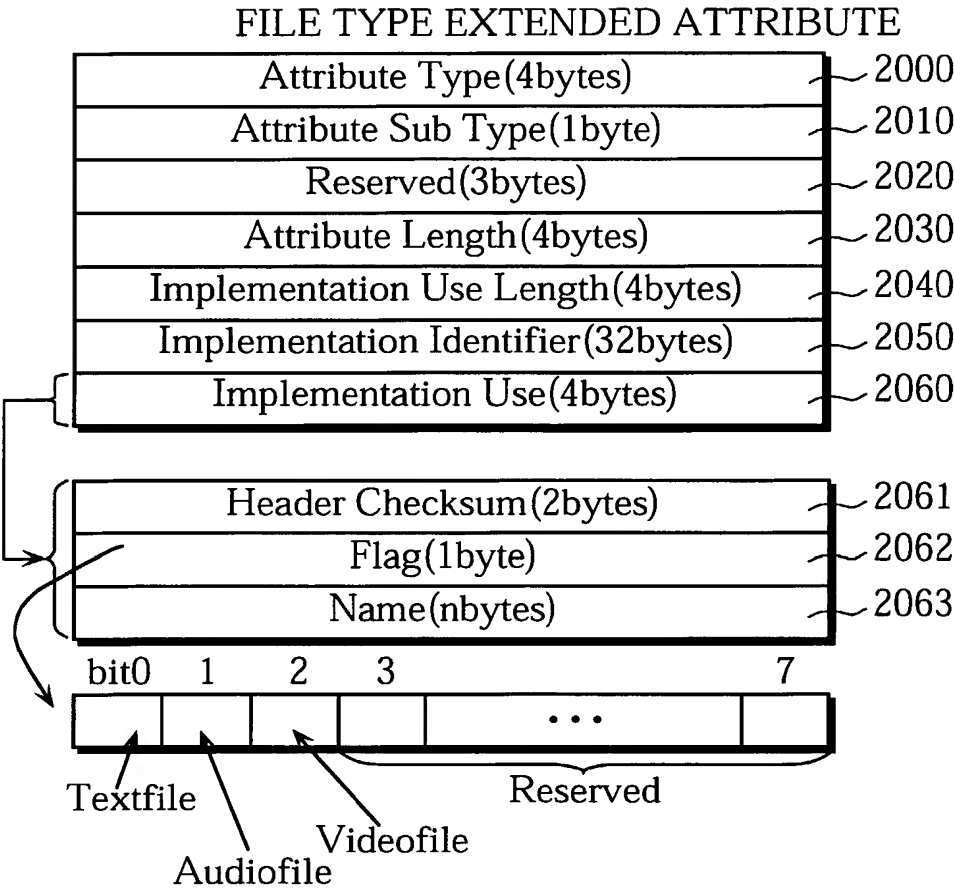 FILE TYPE EXTENDED ATTRIBUTE
Attribute Type(4bytes) 2000
Attribute Sub Type(1byte) 2010
Reserved(3bytes) 2020
Attribute Length(4bytes) 2030
Implementation Use Length(4bytes) 2040
Implementation Identifier(32bytes) 2050
Implementation Use(4bytes) 2060
Header Checksum(2bytes) 2061
Flag(1byte) 2062
Name(nbytes) 2063
bit0 1 2 3 7
...
Textfile
Reserved
Videofile
Audiofile